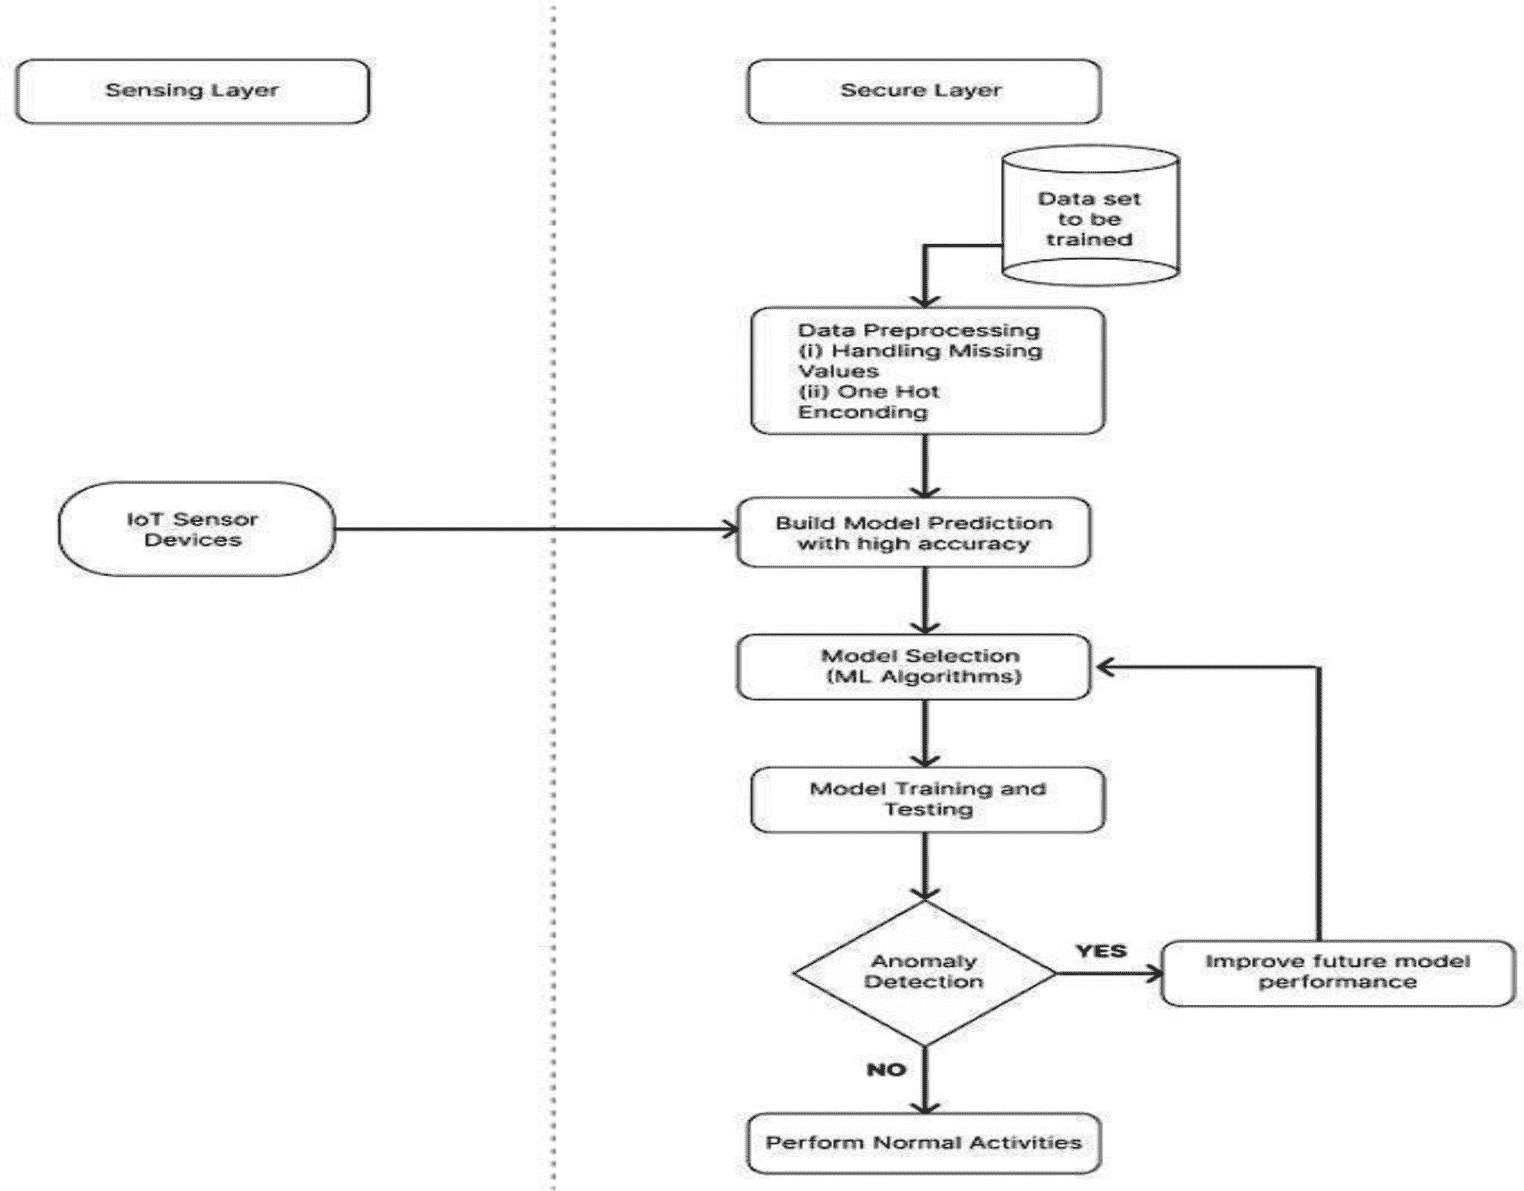 Sensing Layer
Secure Layer
Data set
to be
trained
Data Preprocessing
(i) Handling Missing
Values
(ii) One Hot
Enconding
IoT Sensor
Devices
Build Model Prediction
with high accuracy
Model Selection
(ML Algorithms)
Model Training and
Testing
Anomaly
Detection
YES
Improve future model
performance
NO
Perform Normal Activities